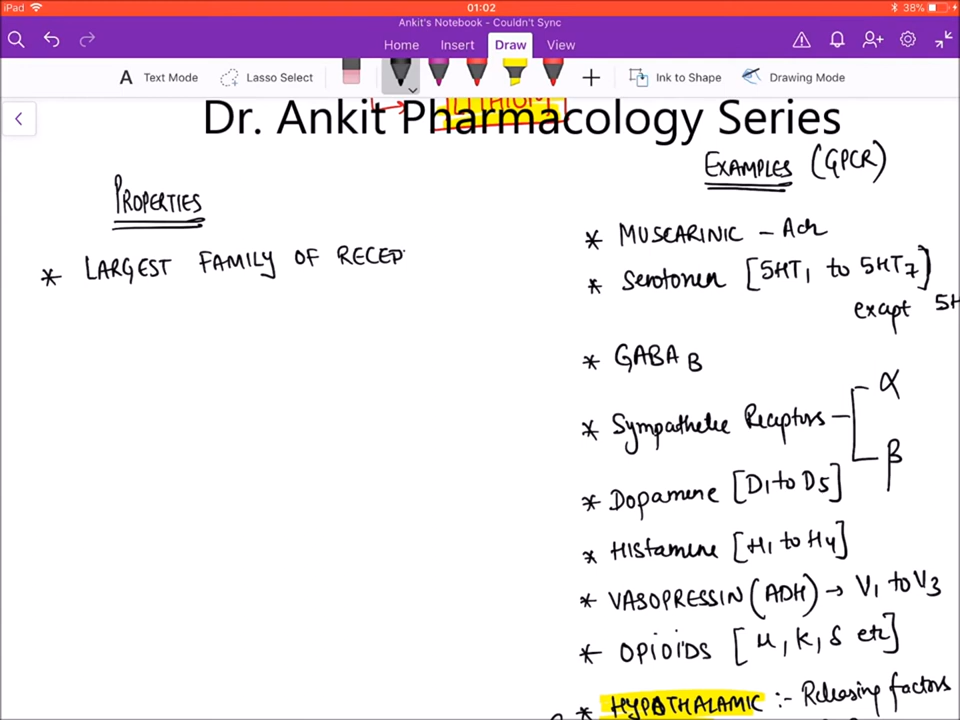 iPad 01:02 38%
Ankit's Notebook - Couldn't Sync
Home Insert Draw View
A Text Mode Lasso Select Ink to Shape Drawing Mode
Dr. Ankit Pharmacology Series
PROPERTIES
* LARGEST FAMILY OF RECEP
EXAMPLES (GPCR)
* MUSCARINIC - Ach
* Serotonen [5HT1 to 5HT7]
exapt 5H
* GABA B
* Sympathetic Receptors
α
β
* Dopamene [D1 to D5]
* Histamene [H1 to H4]
* VASOPRESSIN (ADH) → V1 to V3
* OPIOIDS [μ, K, δ etc]
* HYPOTHALAMIC :- Releasing factors